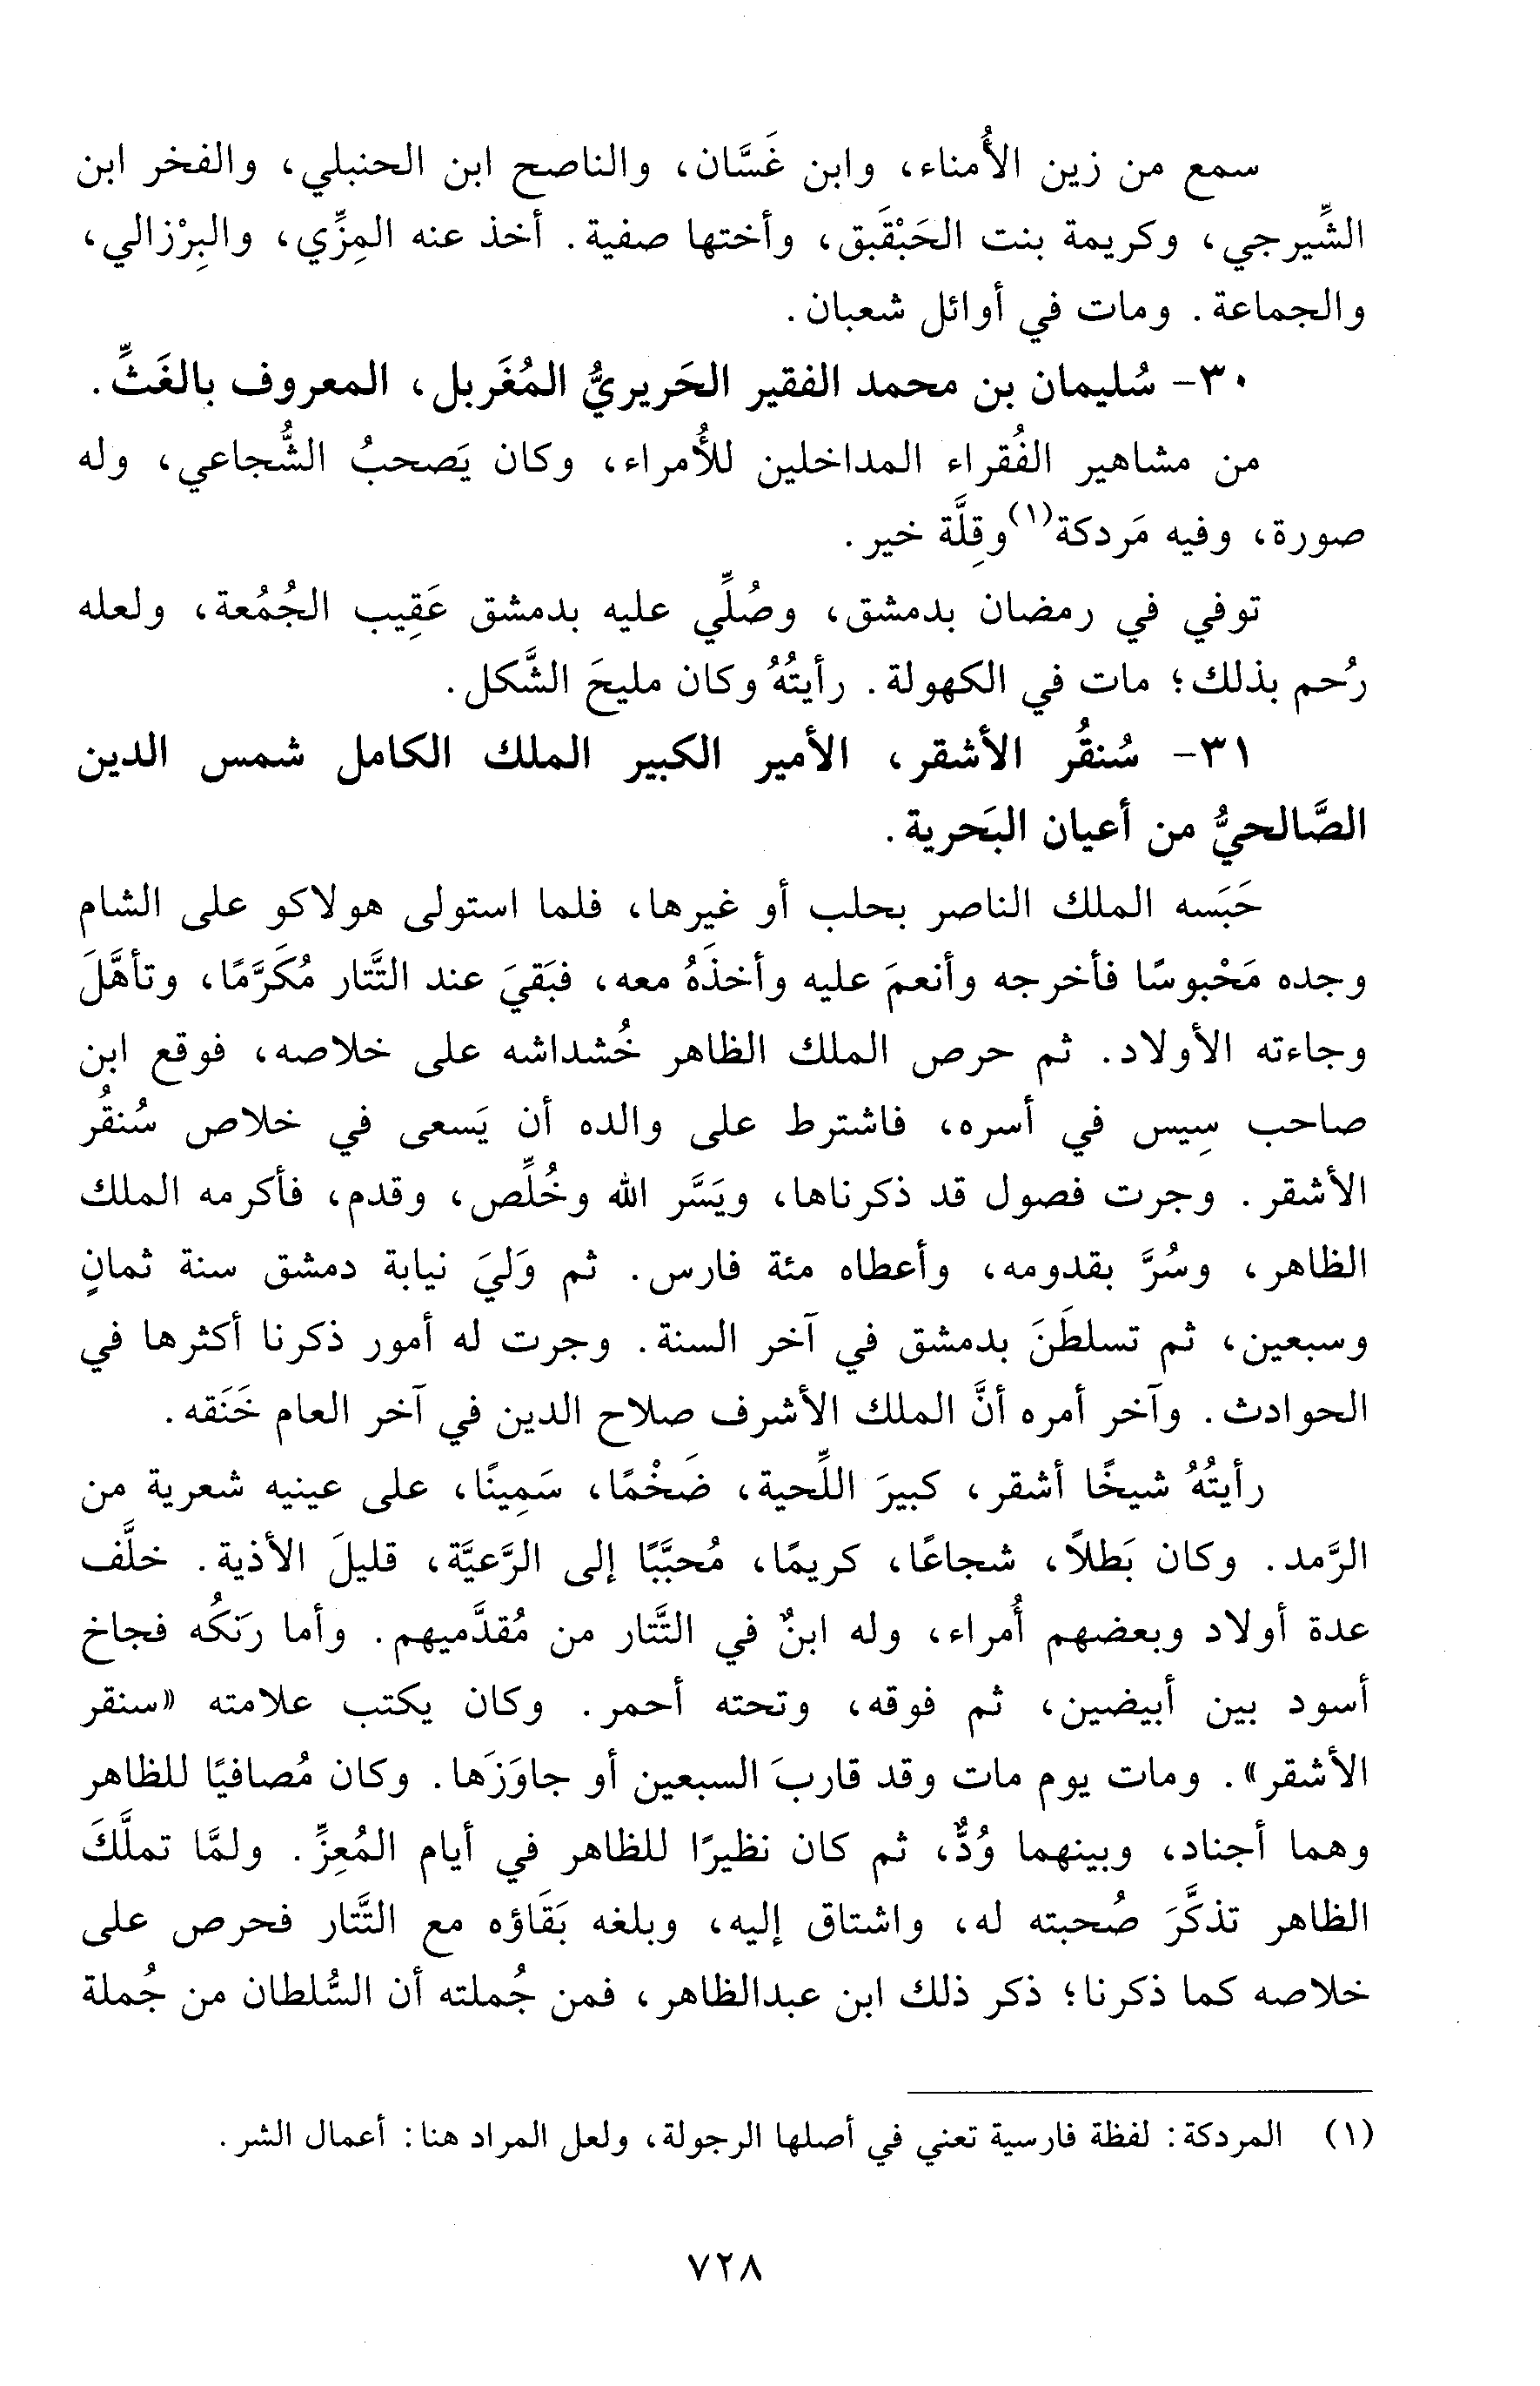 سمع من زين الأُمناء، وابن غَسَّان، والناصح ابن الحنبلي، والفخر ابن
الشِّيرجي، وكريمة بنت الحَبْقَبق، وأختها صفية. أخذ عنه المِزِّي، والبِرْزالي،
والجماعة. ومات في أوائل شعبان.
٣٠- سُليمان بن محمد الفقير الحَريريُّ المُغَربل، المعروف بالغَثِّ.
من مشاهير الفُقراء المداخلين للأُمراء، وكان يَصحبُ الشُّجاعي، وله
صورة، وفيه مَردكة(١) وقِلَّة خير.
توفي في رمضان بدمشق، وصُلِّي عليه بدمشق عَقِيب الجُمُعة، ولعله
رُحم بذلك؛ مات في الكهولة. رأيتُهُ وكان مليحَ الشَّكل.
٣١- سُنقُر الأشقر، الأمير الكبير الملك الكامل شمس الدين
الصَّالحيُّ من أعيان البَحرية.
حَبَسه الملك الناصر بحلب أو غيرها، فلما استولى هولاكو على الشام
وجده مَحْبوسًا فأخرجه وأنعمَ عليه وأخذَهُ معه، فبَقيَ عند التَّتار مُكَرَّمًا، وتأهَّلَ
وجاءته الأولاد. ثم حرص الملك الظاهر خُشداشه على خلاصه، فوقع ابن
صاحب سِيس في أسره، فاشترط على والده أن يَسعى في خلاص سُنقُر
الأشقر. وجرت فصول قد ذكرناها، ويَسَّر الله وخُلِّص، وقدم، فأكرمه الملك
الظاهر، وسُرَّ بقدومه، وأعطاه مئة فارس. ثم وَليَ نيابة دمشق سنة ثمانٍ
وسبعين، ثم تسلطَنَ بدمشق في آخر السنة. وجرت له أمور ذكرنا أكثرها في
الحوادث. وآخر أمره أنَّ الملك الأشرف صلاح الدين في آخر العام خَنَقه.
رأيتُهُ شيخًا أشقر، كبيرَ اللِّحية، ضَخْمًا، سَمِينًا، على عينيه شعرية من
الرَّمد. وكان بَطلاً، شجاعًا، كريمًا، مُحبَّبًا إلى الرَّعيَّة، قليلَ الأذية. خلَّف
عدة أولاد وبعضهم أُمراء، وله ابنٌ في التَّتار من مُقدَّميهم. وأما رَنكُه فجاخ
أسود بين أبيضين، ثم فوقه، وتحته أحمر. وكان يكتب علامته «سنقر
الأشقر». ومات يوم مات وقد قاربَ السبعين أو جاوَزَها. وكان مُصافيًا للظاهر
وهما أجناد، وبينهما وُدٌّ، ثم كان نظيرًا للظاهر في أيام المُعِزِّ. ولمَّا تملَّكَ
الظاهر تذكَّرَ صُحبته له، واشتاق إليه، وبلغه بَقَاؤه مع التَّتار فحرص على
خلاصه كما ذكرنا؛ ذكر ذلك ابن عبدالظاهر، فمن جُملته أن السُّلطان من جُملة
(١) المردكة: لفظة فارسية تعني في أصلها الرجولة، ولعل المراد هنا: أعمال الشر.
٧٢٨